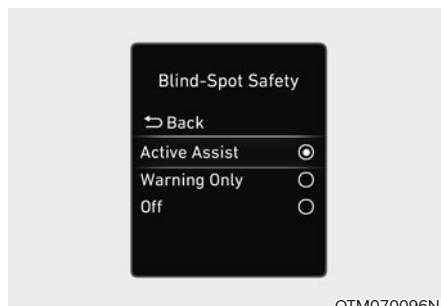 Blind-Spot Safety
Back
Active Assist
Warning Only
Off
OTM070096N